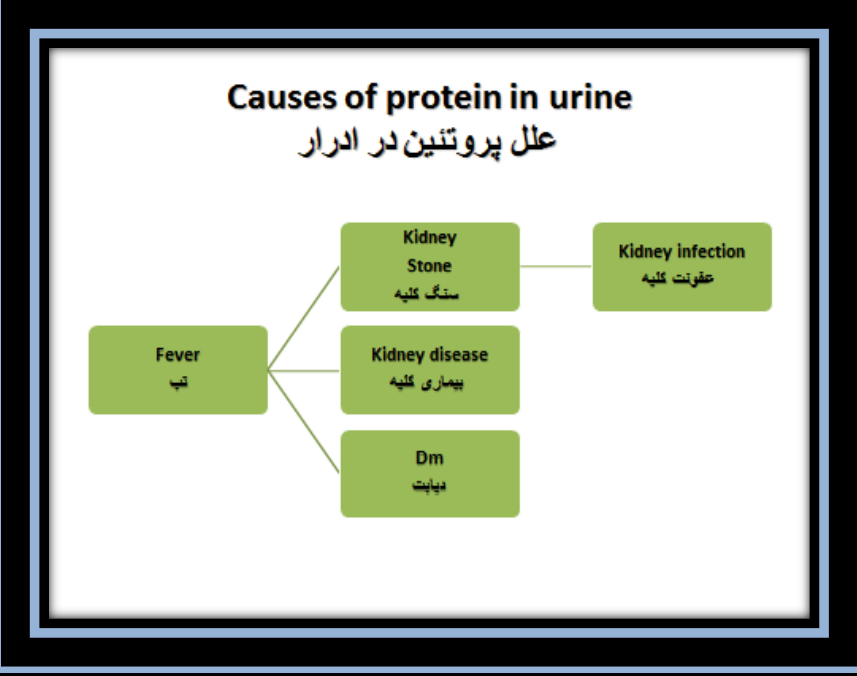 Causes of protein in urine
علل پروتئین در ادرار
Fever
تب
Kidney
Stone
سنگ کلیه
Kidney disease
بیماری کلیه
Dm
دیابت
Kidney infection
عفونت کلیه